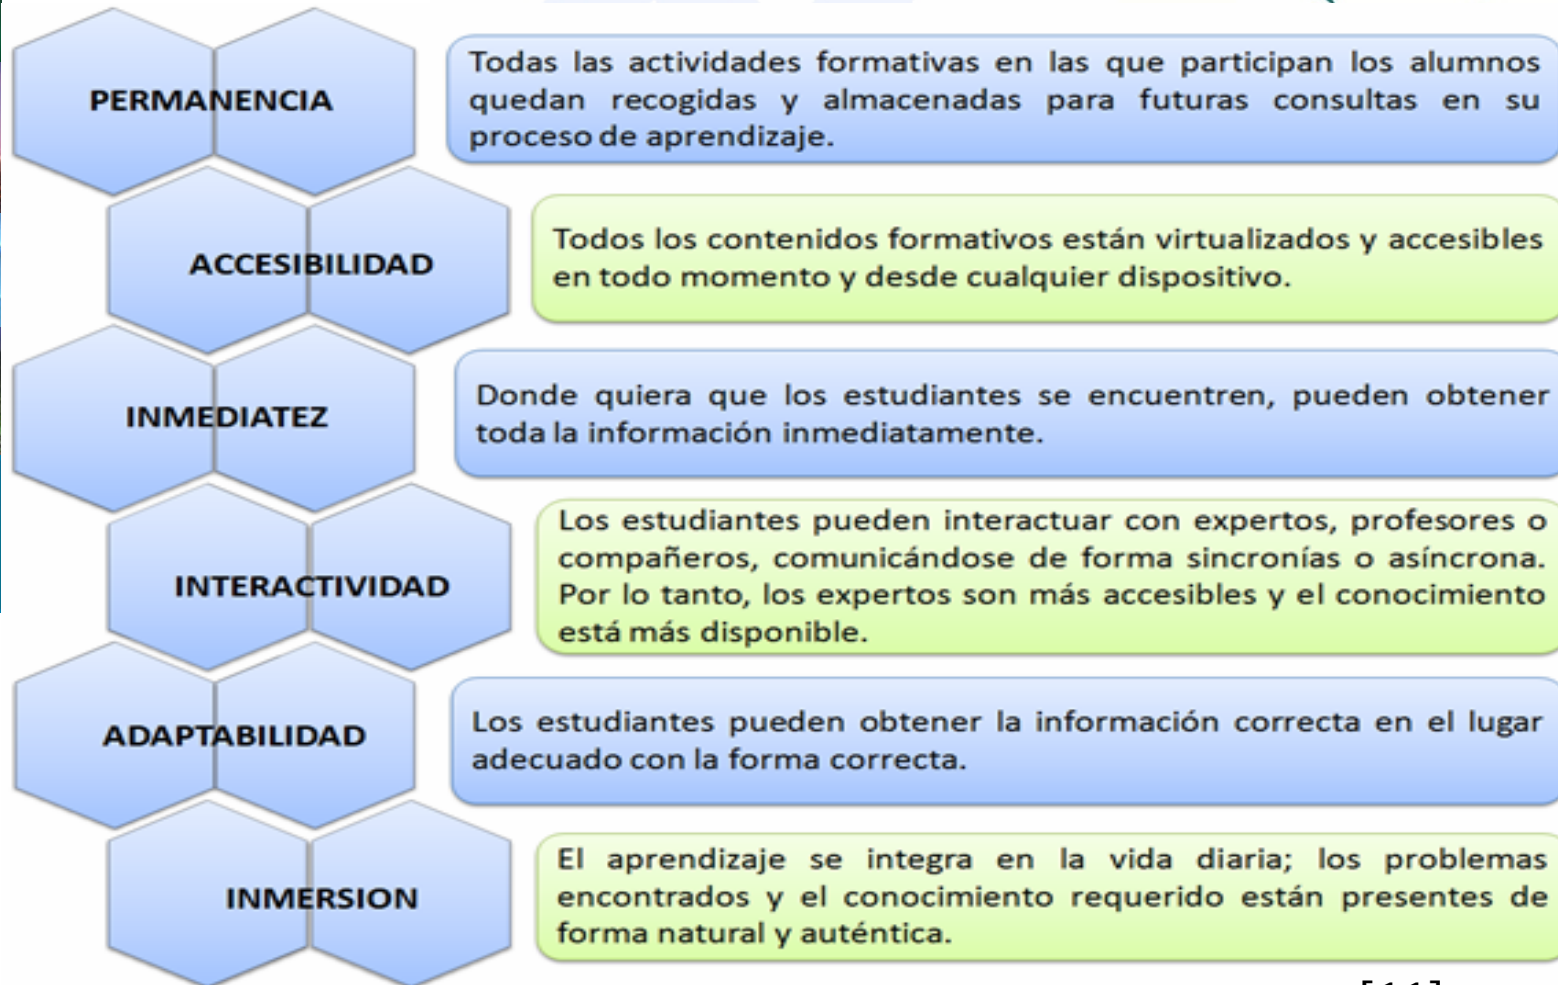 PERMANENCIA
Todas las actividades formativas en las que participan los alumnos
quedan recogidas y almacenadas para futuras consultas en su
proceso de aprendizaje.
ACCESIBILIDAD
Todos los contenidos formativos están virtualizados y accesibles
en todo momento y desde cualquier dispositivo.
INMEDIATEZ
Donde quiera que los estudiantes se encuentren, pueden obtener
toda la información inmediatamente.
INTERACTIVIDAD
Los estudiantes pueden interactuar con expertos, profesores o
compañeros, comunicándose de forma sincronías o asíncrona.
Por lo tanto, los expertos son más accesibles y el conocimiento
está más disponible.
ADAPTABILIDAD
Los estudiantes pueden obtener la información correcta en el lugar
adecuado con la forma correcta.
INMERSION
El aprendizaje se integra en la vida diaria; los problemas
encontrados y el conocimiento requerido están presentes de
forma natural y auténtica.